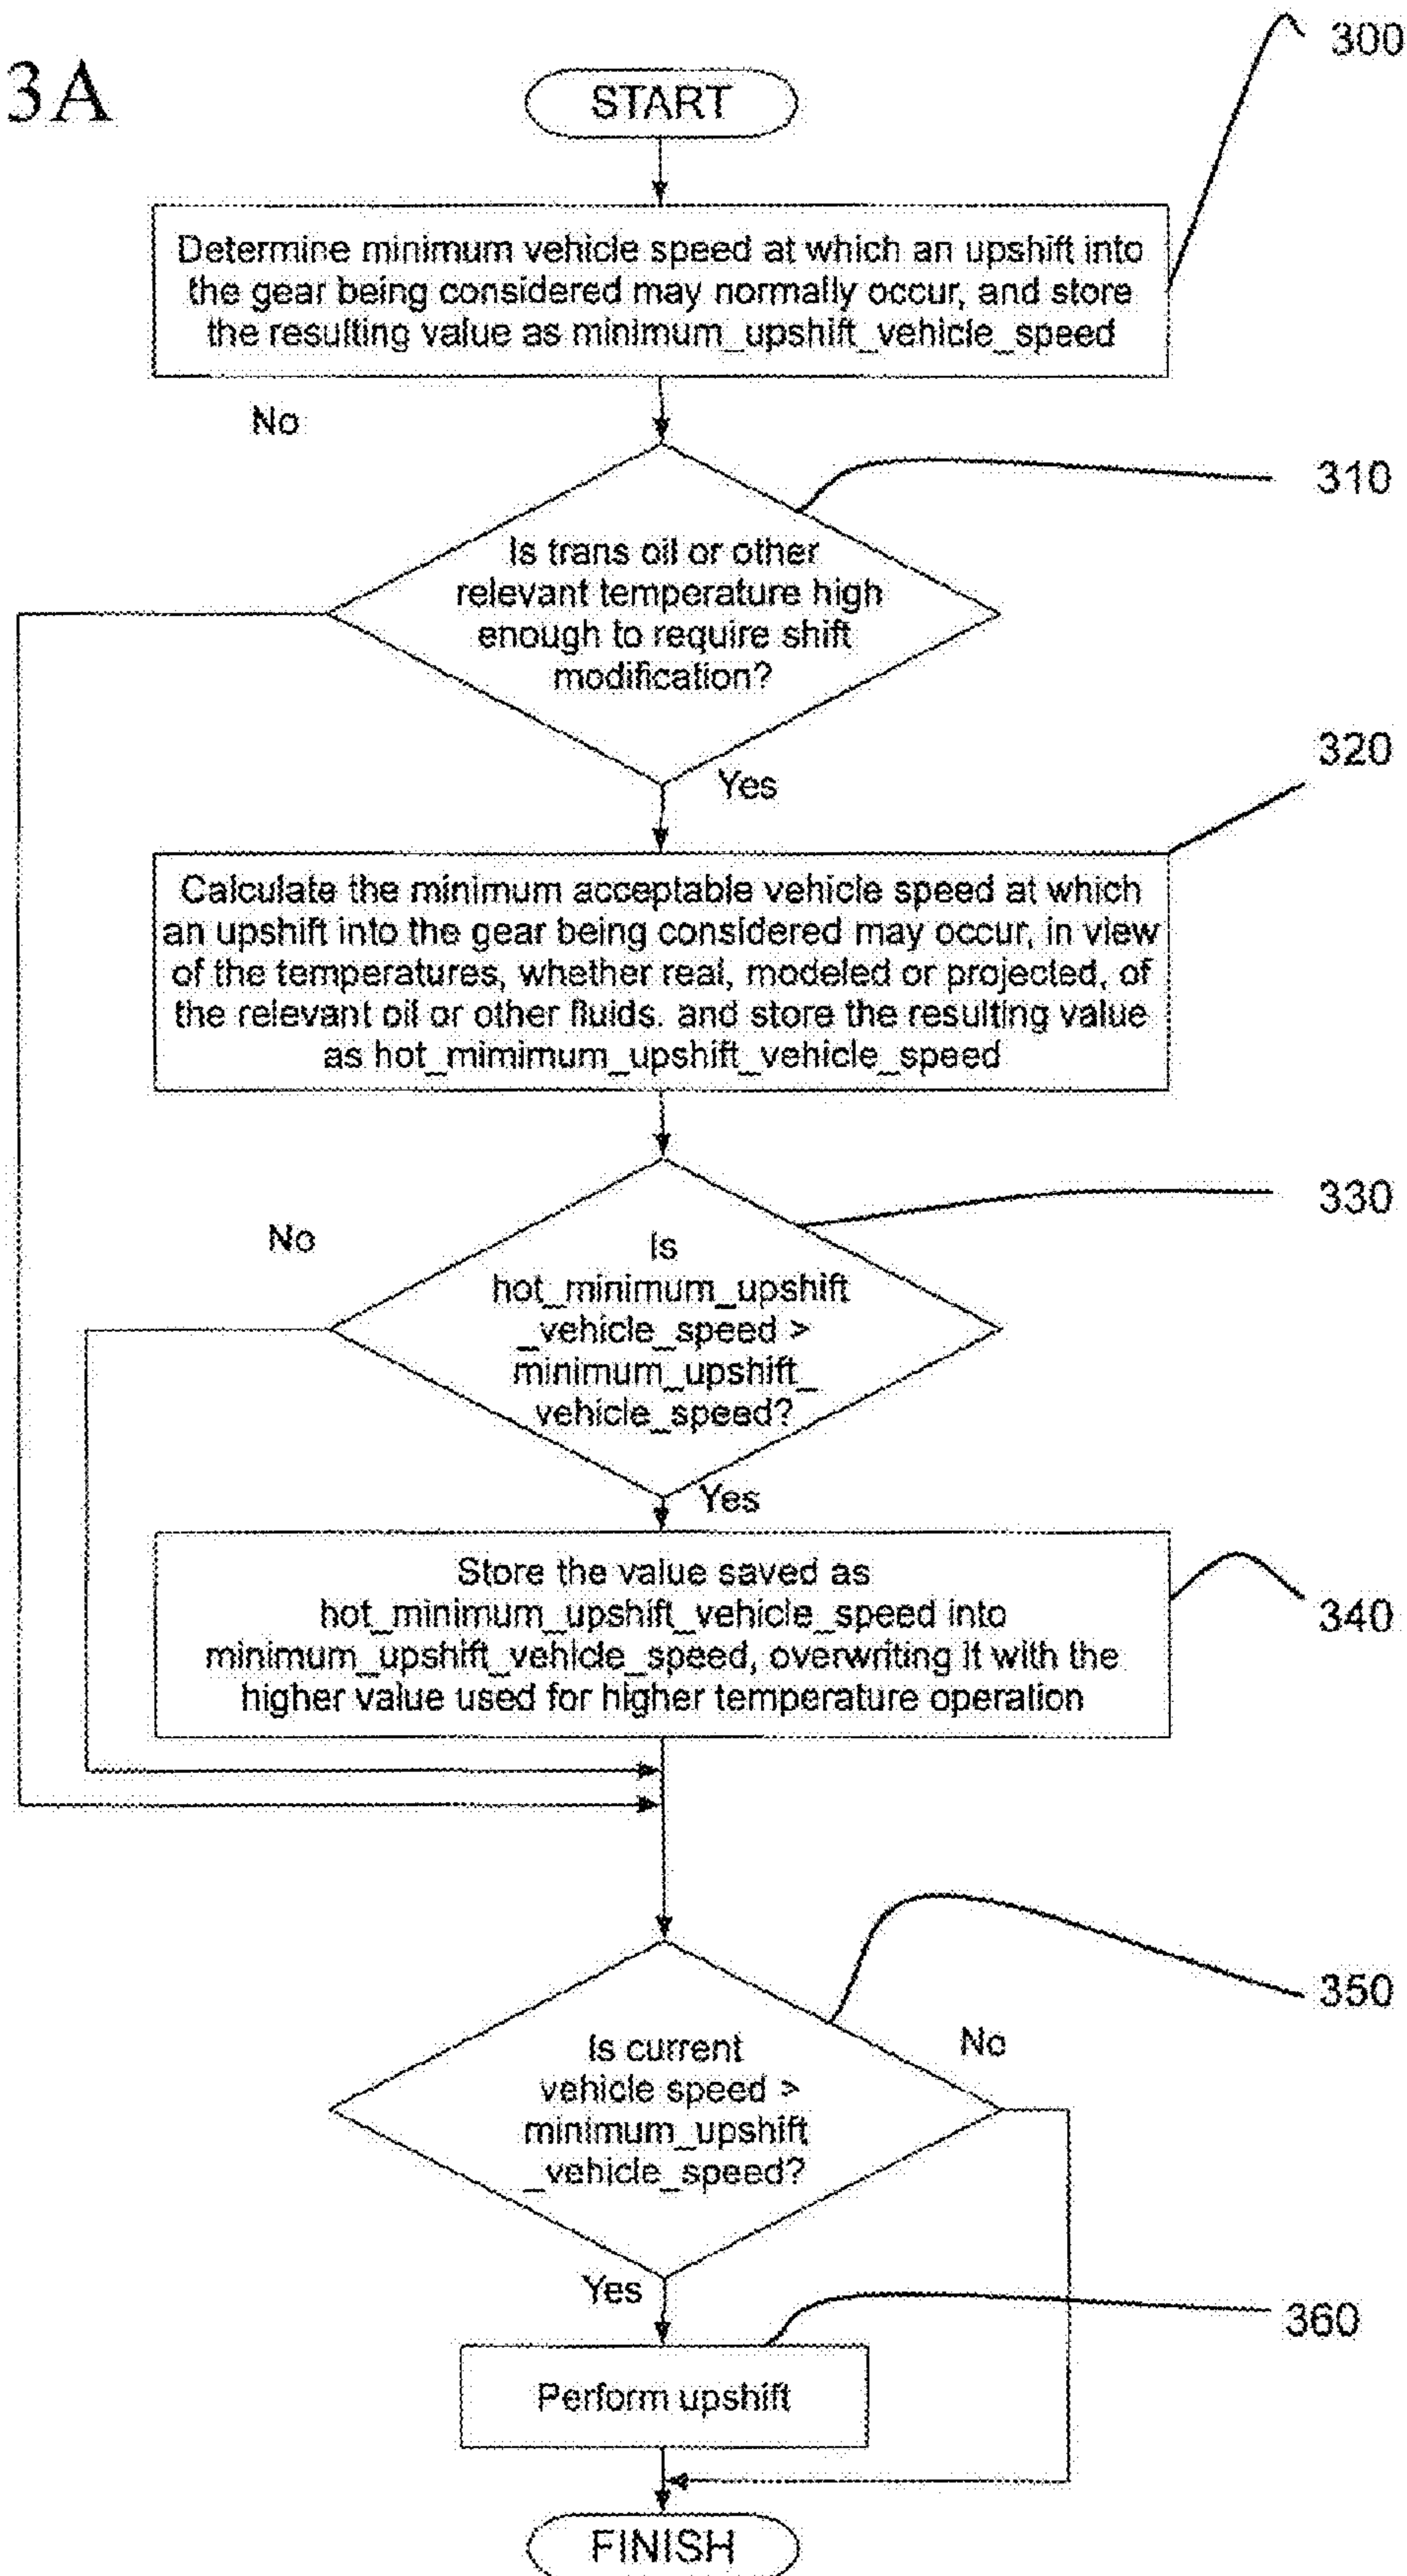 3A
300
START
Determine minimum vehicle speed at which an upshift into
the gear being considered may normally occur, and store
the resulting value as minimum_upshift_vehicle_speed
No
310
Is trans oil or other
relevant temperature high
enough to require shift
modification?
320
Yes
Calculate the minimum acceptable vehicle speed at which
an upshift into the gear being considered may occur, in view
of the temperatures, whether real, modeled or projected, of
the relevant oil or other fluids. and store the resulting value
as hot_mimimum_upshift_vehicle_speed
330
No
Is
hot_minimum_upshift
_vehicle_speed >
minimum_upshift_
vehicle_speed?
Yes
Store the value saved as
hot_minimum_upshift_vehicle_speed into
minimum_upshift_vehicle_speed, overwriting it with the
higher value used for higher temperature operation
340
350
No
Is current
vehicle speed >
minimum_upshift
_vehicle_speed?
Yes
360
Perform upshift
FINISH